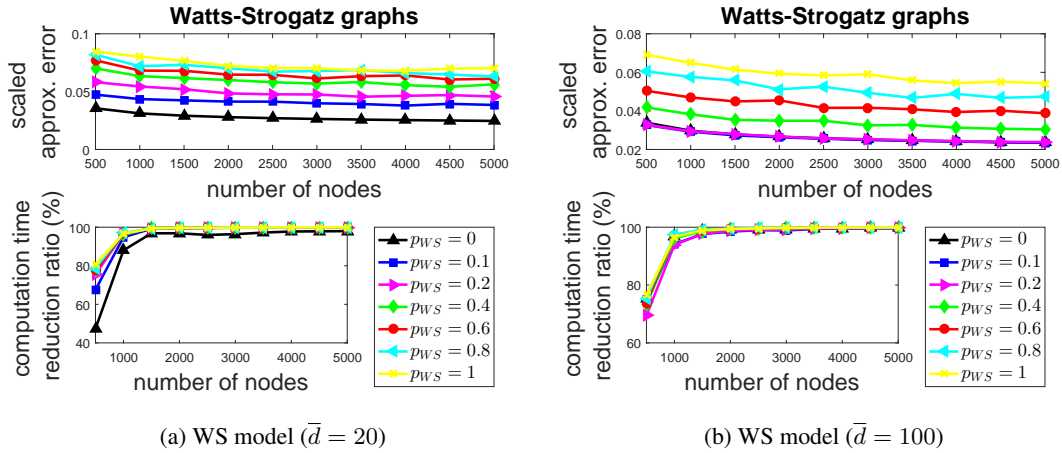 Watts-Strogatz graphs
scaled
approx. error
0.1
0.05
0
500 1000 1500 2000 2500 3000 3500 4000 4500 5000
number of nodes
computation time
reduction ratio (%)
100
80
60
40
1000 2000 3000 4000 5000
number of nodes
p_WS = 0
p_WS = 0.1
p_WS = 0.2
p_WS = 0.4
p_WS = 0.6
p_WS = 0.8
p_WS = 1
(a) WS model (d̅ = 20)
Watts-Strogatz graphs
scaled
approx. error
0.08
0.06
0.04
0.02
500 1000 1500 2000 2500 3000 3500 4000 4500 5000
number of nodes
computation time
reduction ratio (%)
100
80
60
1000 2000 3000 4000 5000
number of nodes
p_WS = 0
p_WS = 0.1
p_WS = 0.2
p_WS = 0.4
p_WS = 0.6
p_WS = 0.8
p_WS = 1
(b) WS model (d̅ = 100)